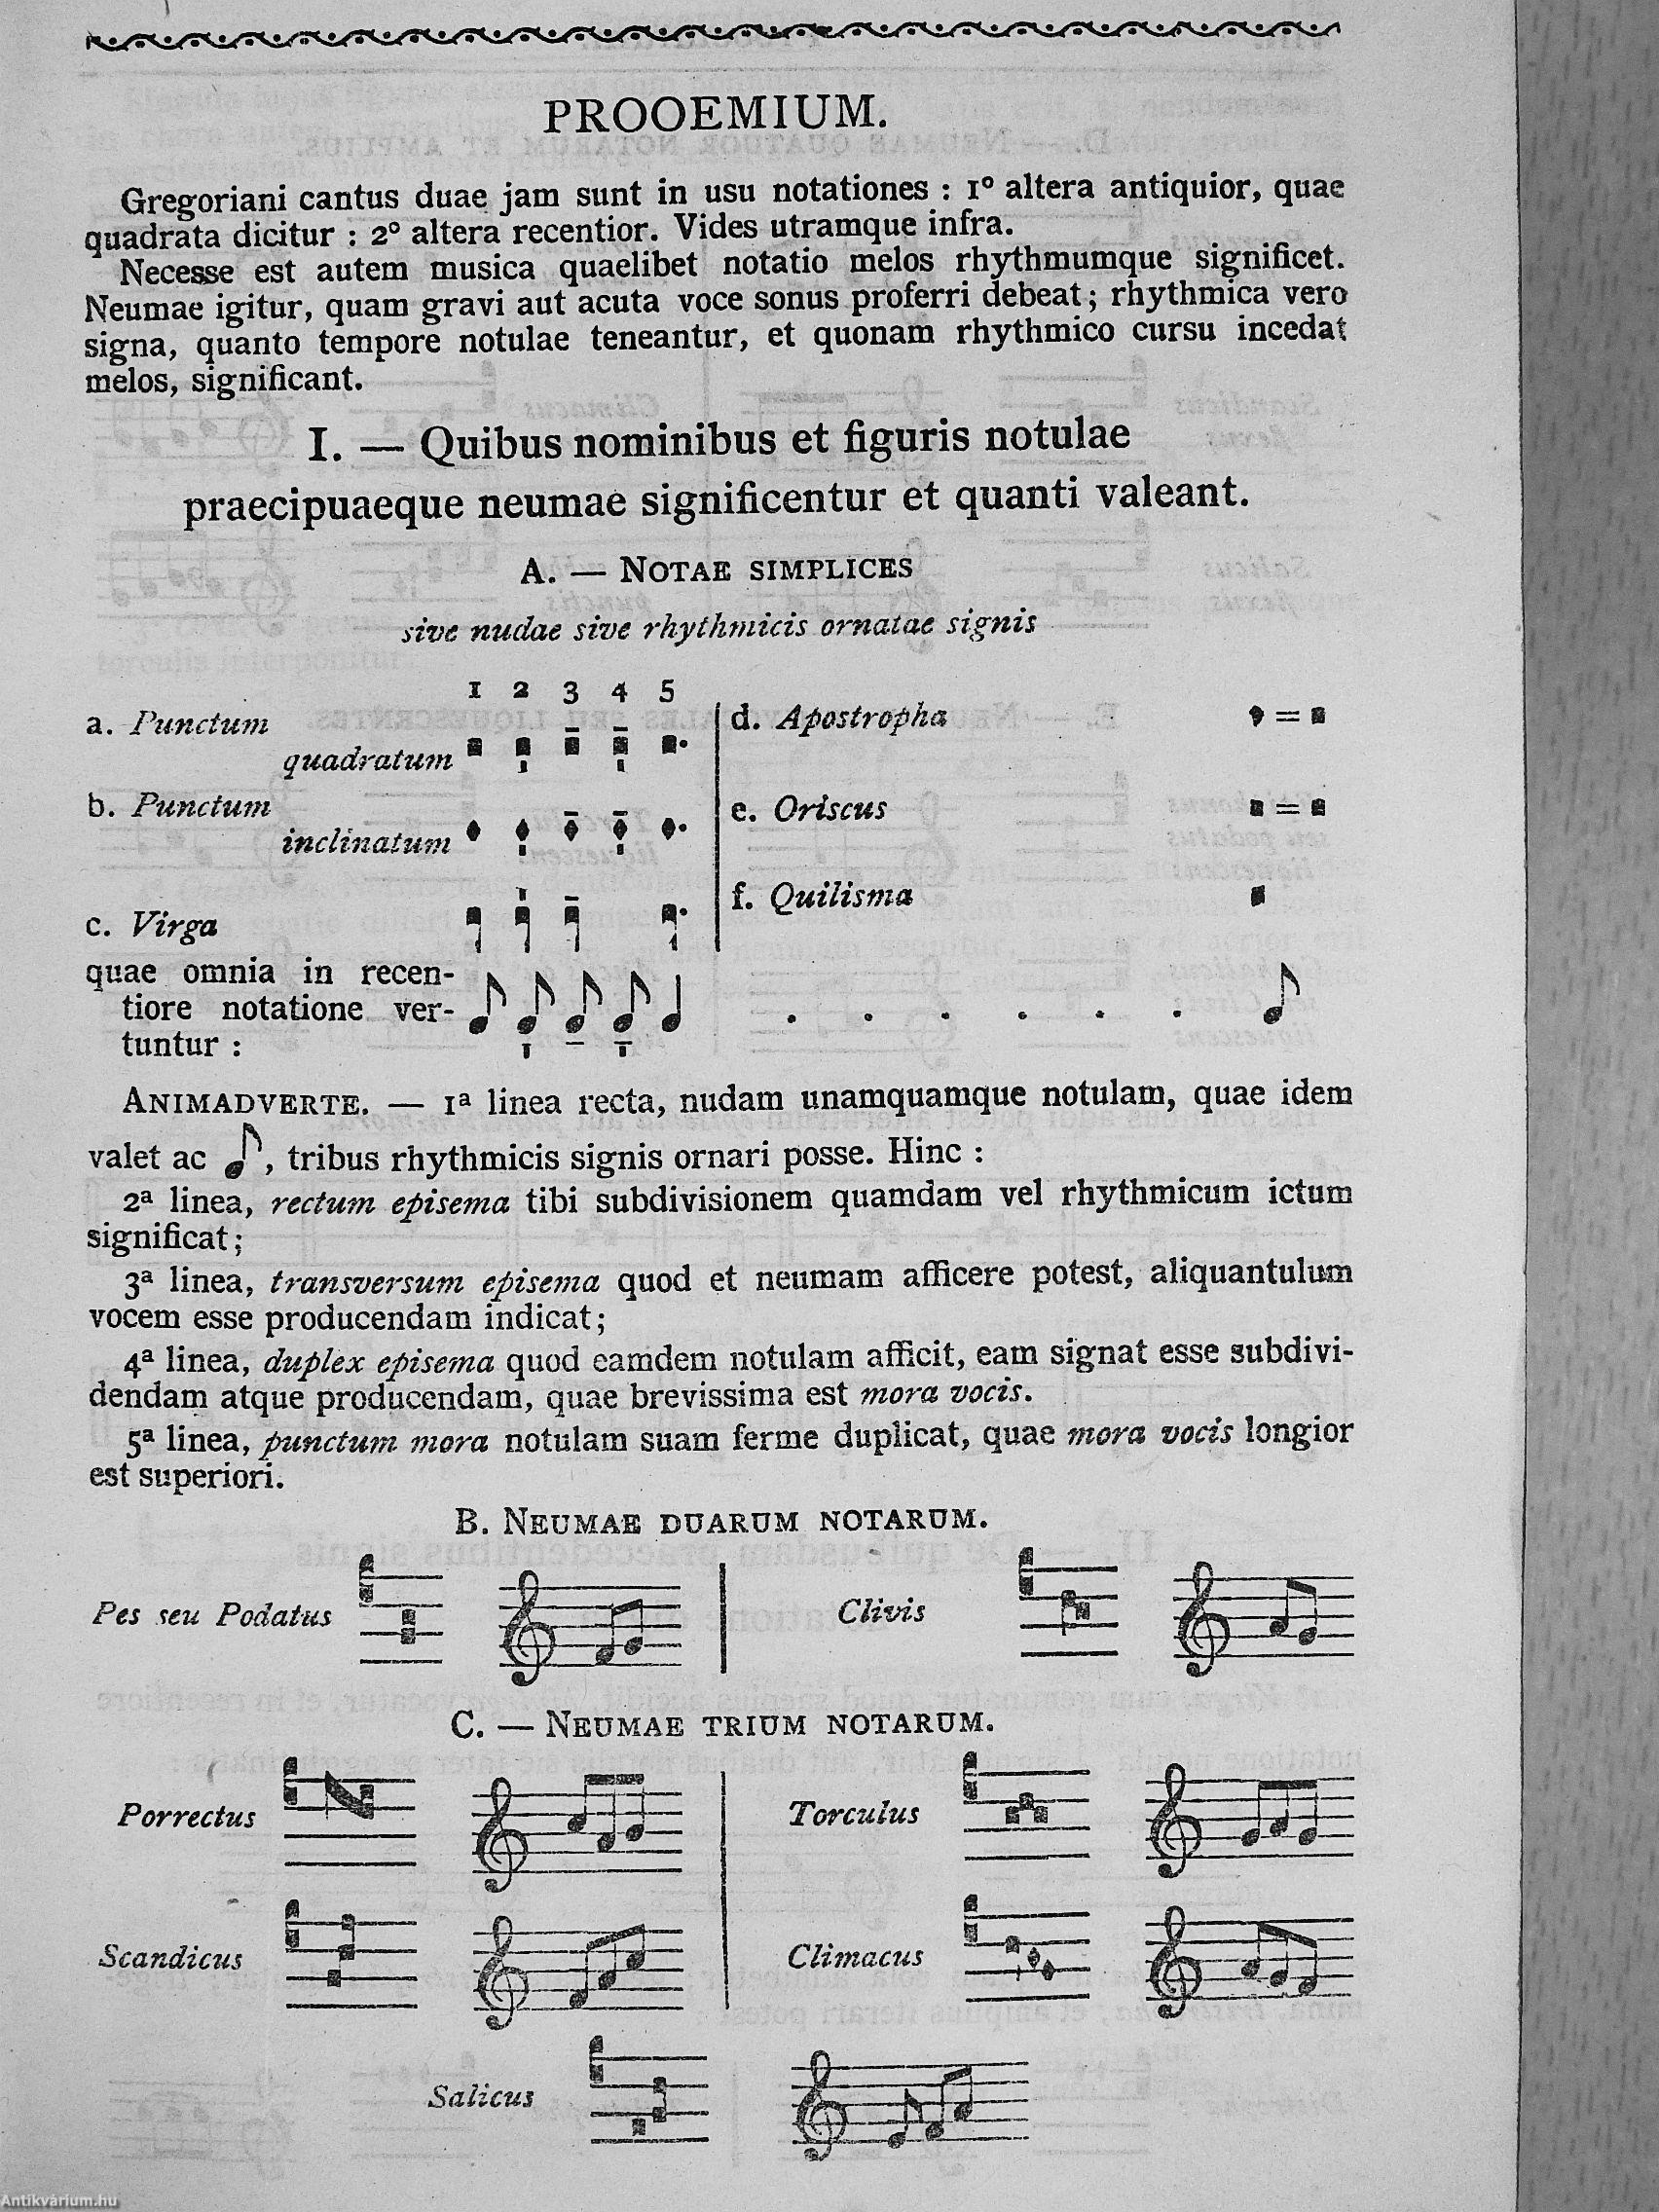 PROOEMIUM.
Gregoriani cantus duae jam sunt in usu notationes : 1º altera antiquior, quae
quadrata dicitur : 2º altera recentior. Vides utramque infra.
Necesse est autem musica quaelibet notatio melos rhythmumque significet.
Neumae igitur, quam gravi aut acuta voce sonus proferri debeat; rhythmica vero
signa, quanto tempore notulae teneantur, et quonam rhythmico cursu incedat
melos, significant.
I. — Quibus nominibus et figuris notulae
praecipuaeque neumae significentur et quanti valeant.
A. — NOTAE SIMPLICES
sive nudae sive rhythmicis ornatae signis
1 2 3 4 5
a. Punctum
quadratum
b. Punctum
inclinatum
c. Virga
quae omnia in recen-
tiore notatione ver-
tuntur :
d. Apostropha =
e. Oriscus =
f. Quilisma
. . . . . .
ANIMADVERTE. — 1ª linea recta, nudam unamquamque notulam, quae idem
valet ac ♪, tribus rhythmicis signis ornari posse. Hinc :
2ª linea, rectum episema tibi subdivisionem quamdam vel rhythmicum ictum
significat;
3ª linea, transversum episema quod et neumam afficere potest, aliquantulum
vocem esse producendam indicat;
4ª linea, duplex episema quod eamdem notulam afficit, eam signat esse subdivi-
dendam atque producendam, quae brevissima est mora vocis.
5ª linea, punctum mora notulam suam ferme duplicat, quae mora vocis longior
est superiori.
B. NEUMAE DUARUM NOTARUM.
Pes seu Podatus
Clivis
C. — NEUMAE TRIUM NOTARUM.
Porrectus
Torculus
Scandicus
Climacus
Salicus
Antikvárium.hu